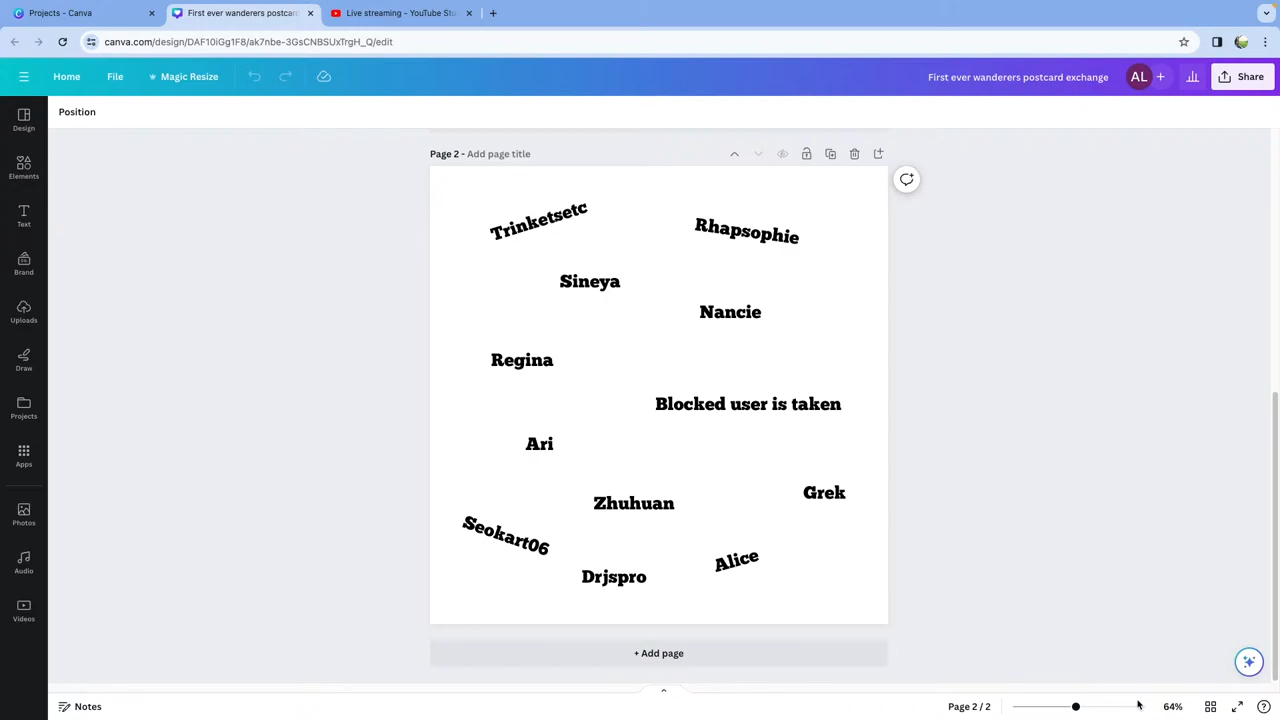 Projects - Canva
First ever wanderers postcard
Live streaming - YouTube Stu
canva.com/design/DAF10iGg1F8/ak7nbe-3GsCNBSUxTrgH_Q/edit
Home
File
Magic Resize
First ever wanderers postcard exchange
AL
Share
Position
Design
Elements
Text
Brand
Uploads
Draw
Projects
Apps
Photos
Audio
Videos
Page 2 - Add page title
Trinketsetc
Rhapsophie
Sineya
Nancie
Regina
Blocked user is taken
Ari
Grek
Zhuhuan
Seokart06
Alice
Drjspro
+ Add page
Notes
Page 2 / 2
64%